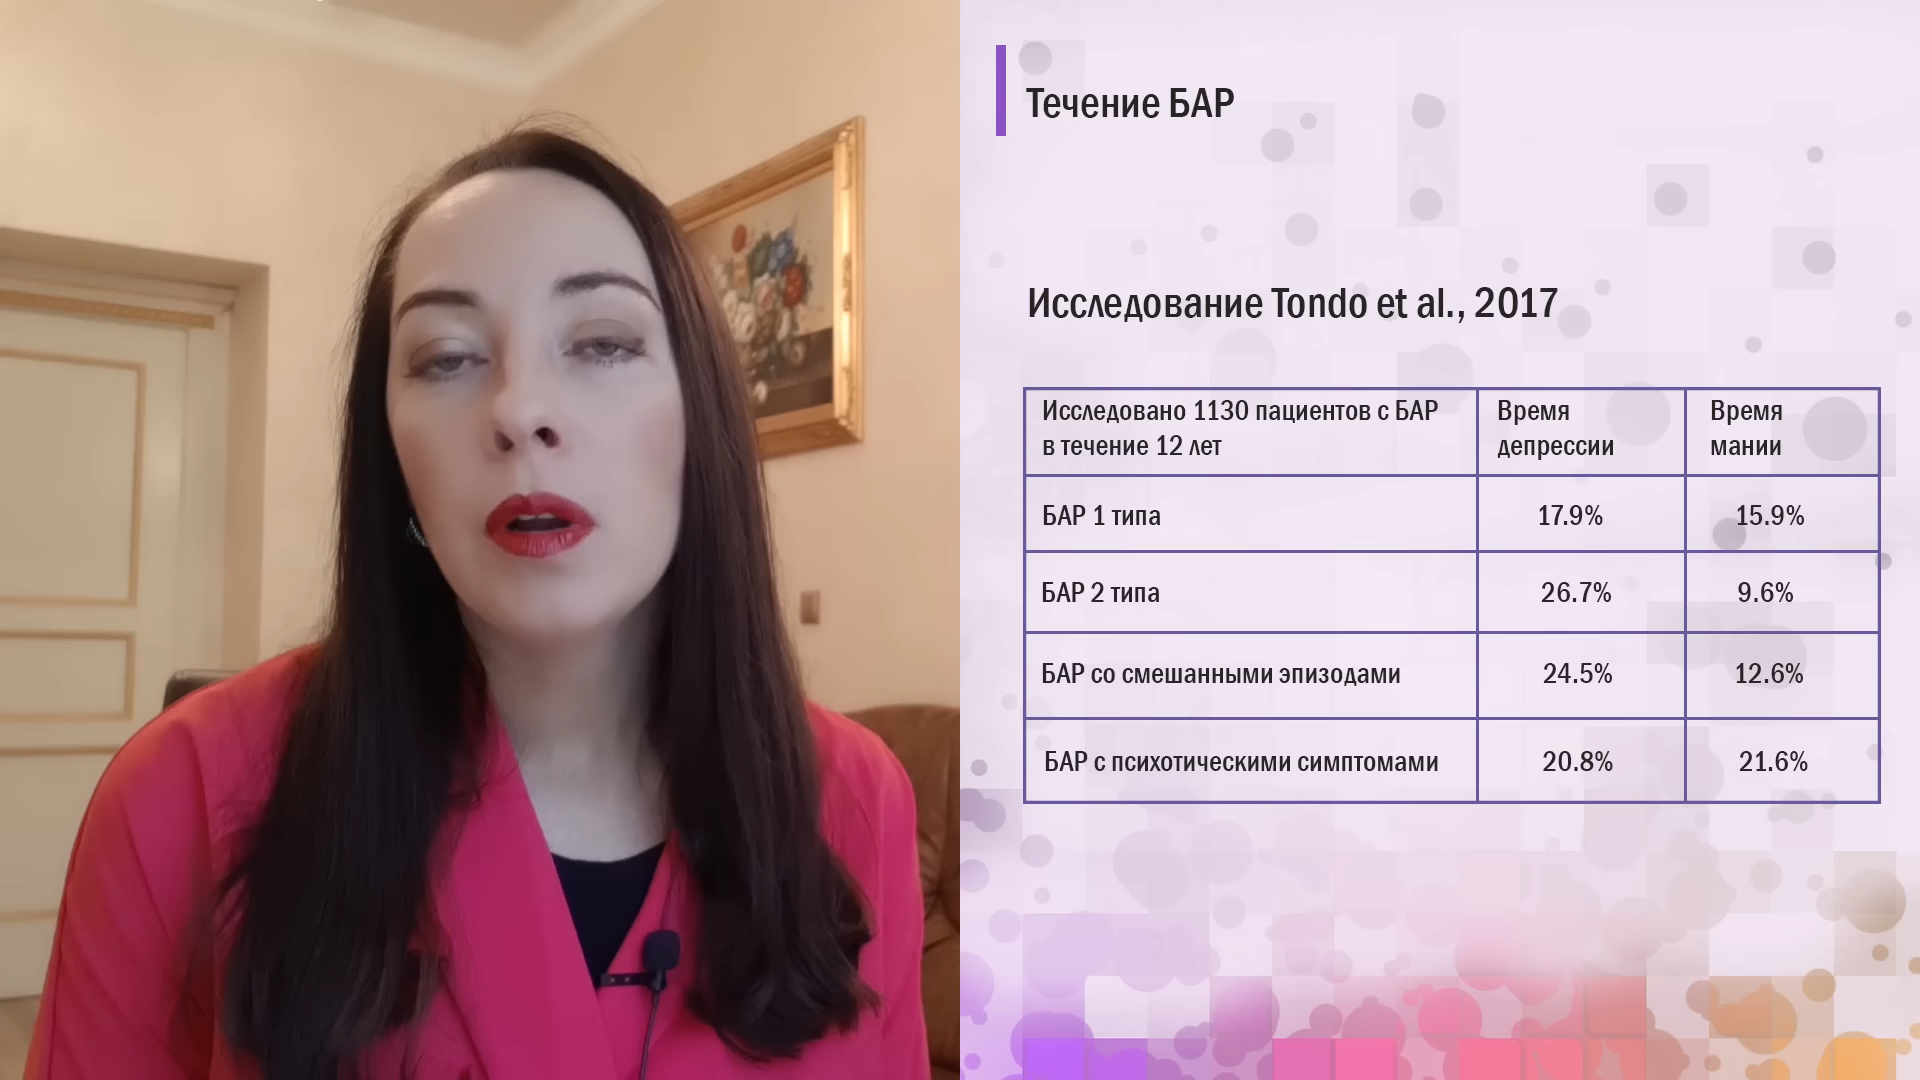 Течение БАР
Исследование Tondo et al., 2017
Исследовано 1130 пациентов с БАР
в течение 12 лет
Время
депрессии
Время
мании
БАР 1 типа 17.9% 15.9%
БАР 2 типа 26.7% 9.6%
БАР со смешанными эпизодами 24.5% 12.6%
БАР с психотическими симптомами 20.8% 21.6%